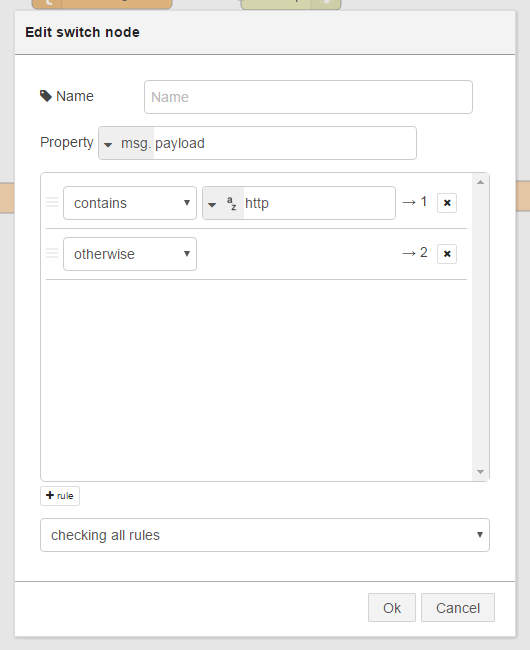 Edit switch node
Name Name
Property msg. payload
contains az http → 1 ×
otherwise → 2 ×
+ rule
checking all rules
Ok Cancel